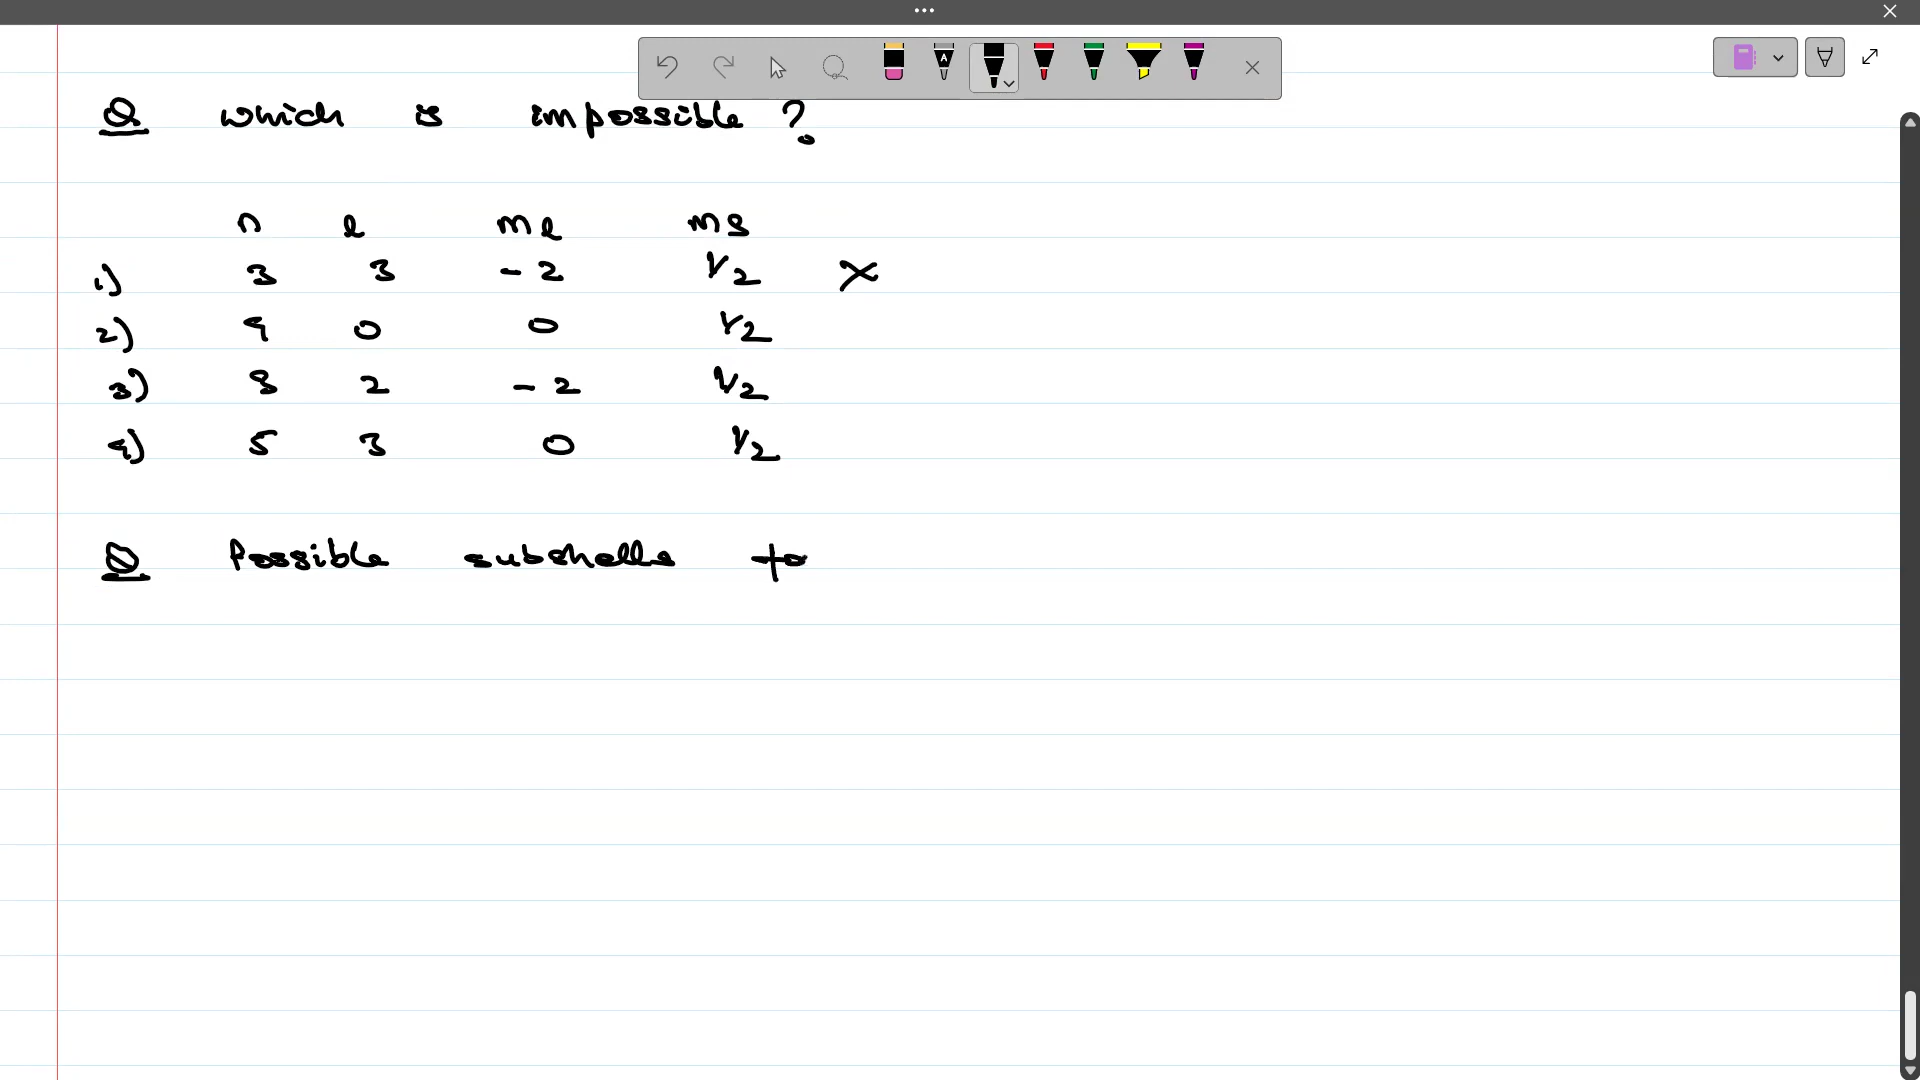 Q which is impossible ?
n l ml ms
1) 3 3 -2 1/2 X
2) 4 0 0 1/2
3) 3 2 -2 1/2
4) 5 3 0 1/2
Q Possible subshells to